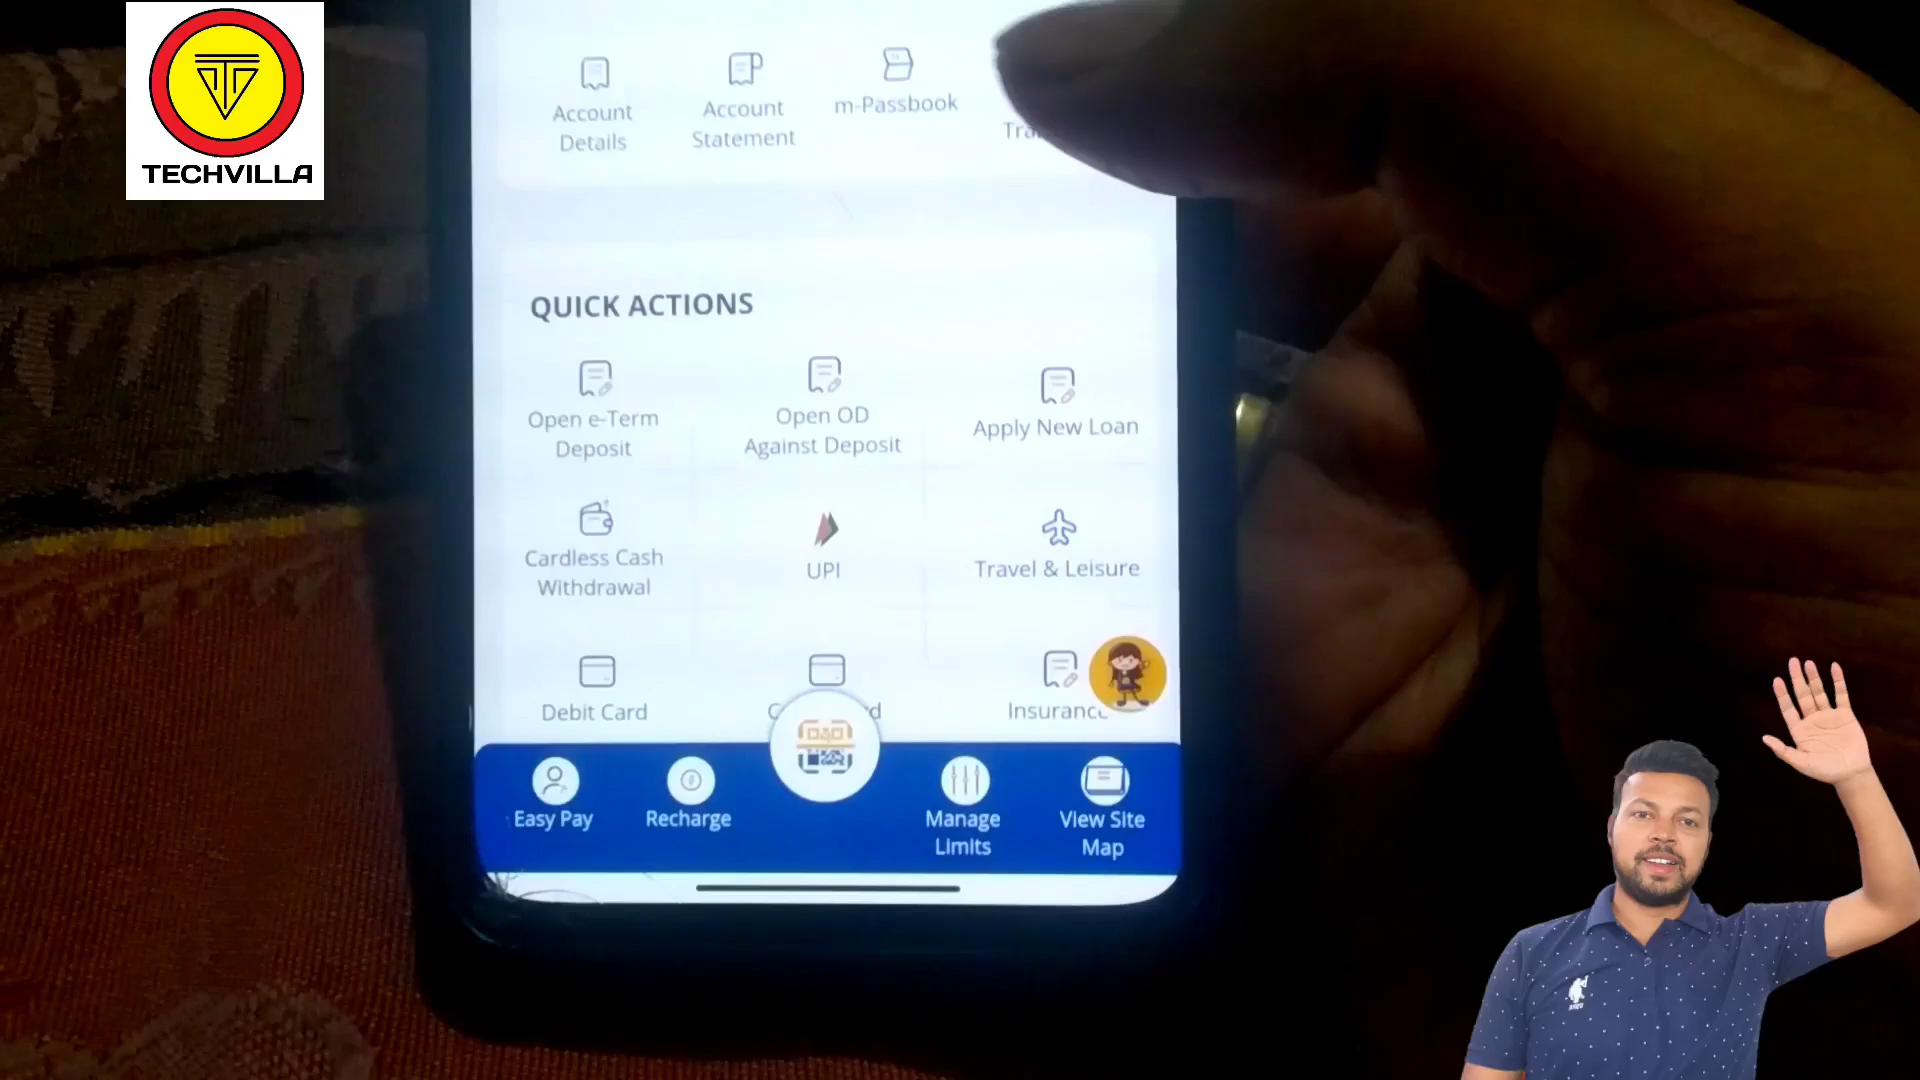 TECHVILLA
Account
Details
Account
Statement
m-Passbook
QUICK ACTIONS
Open e-Term
Deposit
Open OD
Against Deposit
Apply New Loan
Cardless Cash
Withdrawal
UPI
Travel & Leisure
Debit Card
Insurance
Easy Pay
Recharge
Manage
Limits
View Site
Map